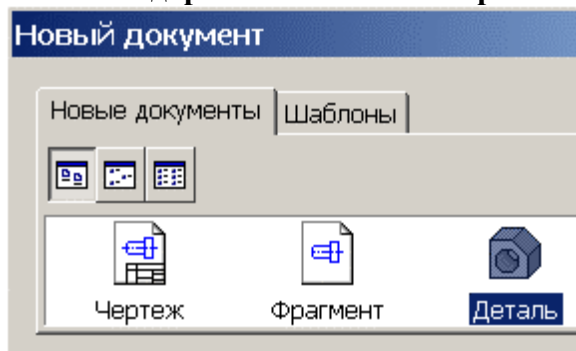 Новый документ
Новые документы Шаблоны
Чертеж Фрагмент Деталь